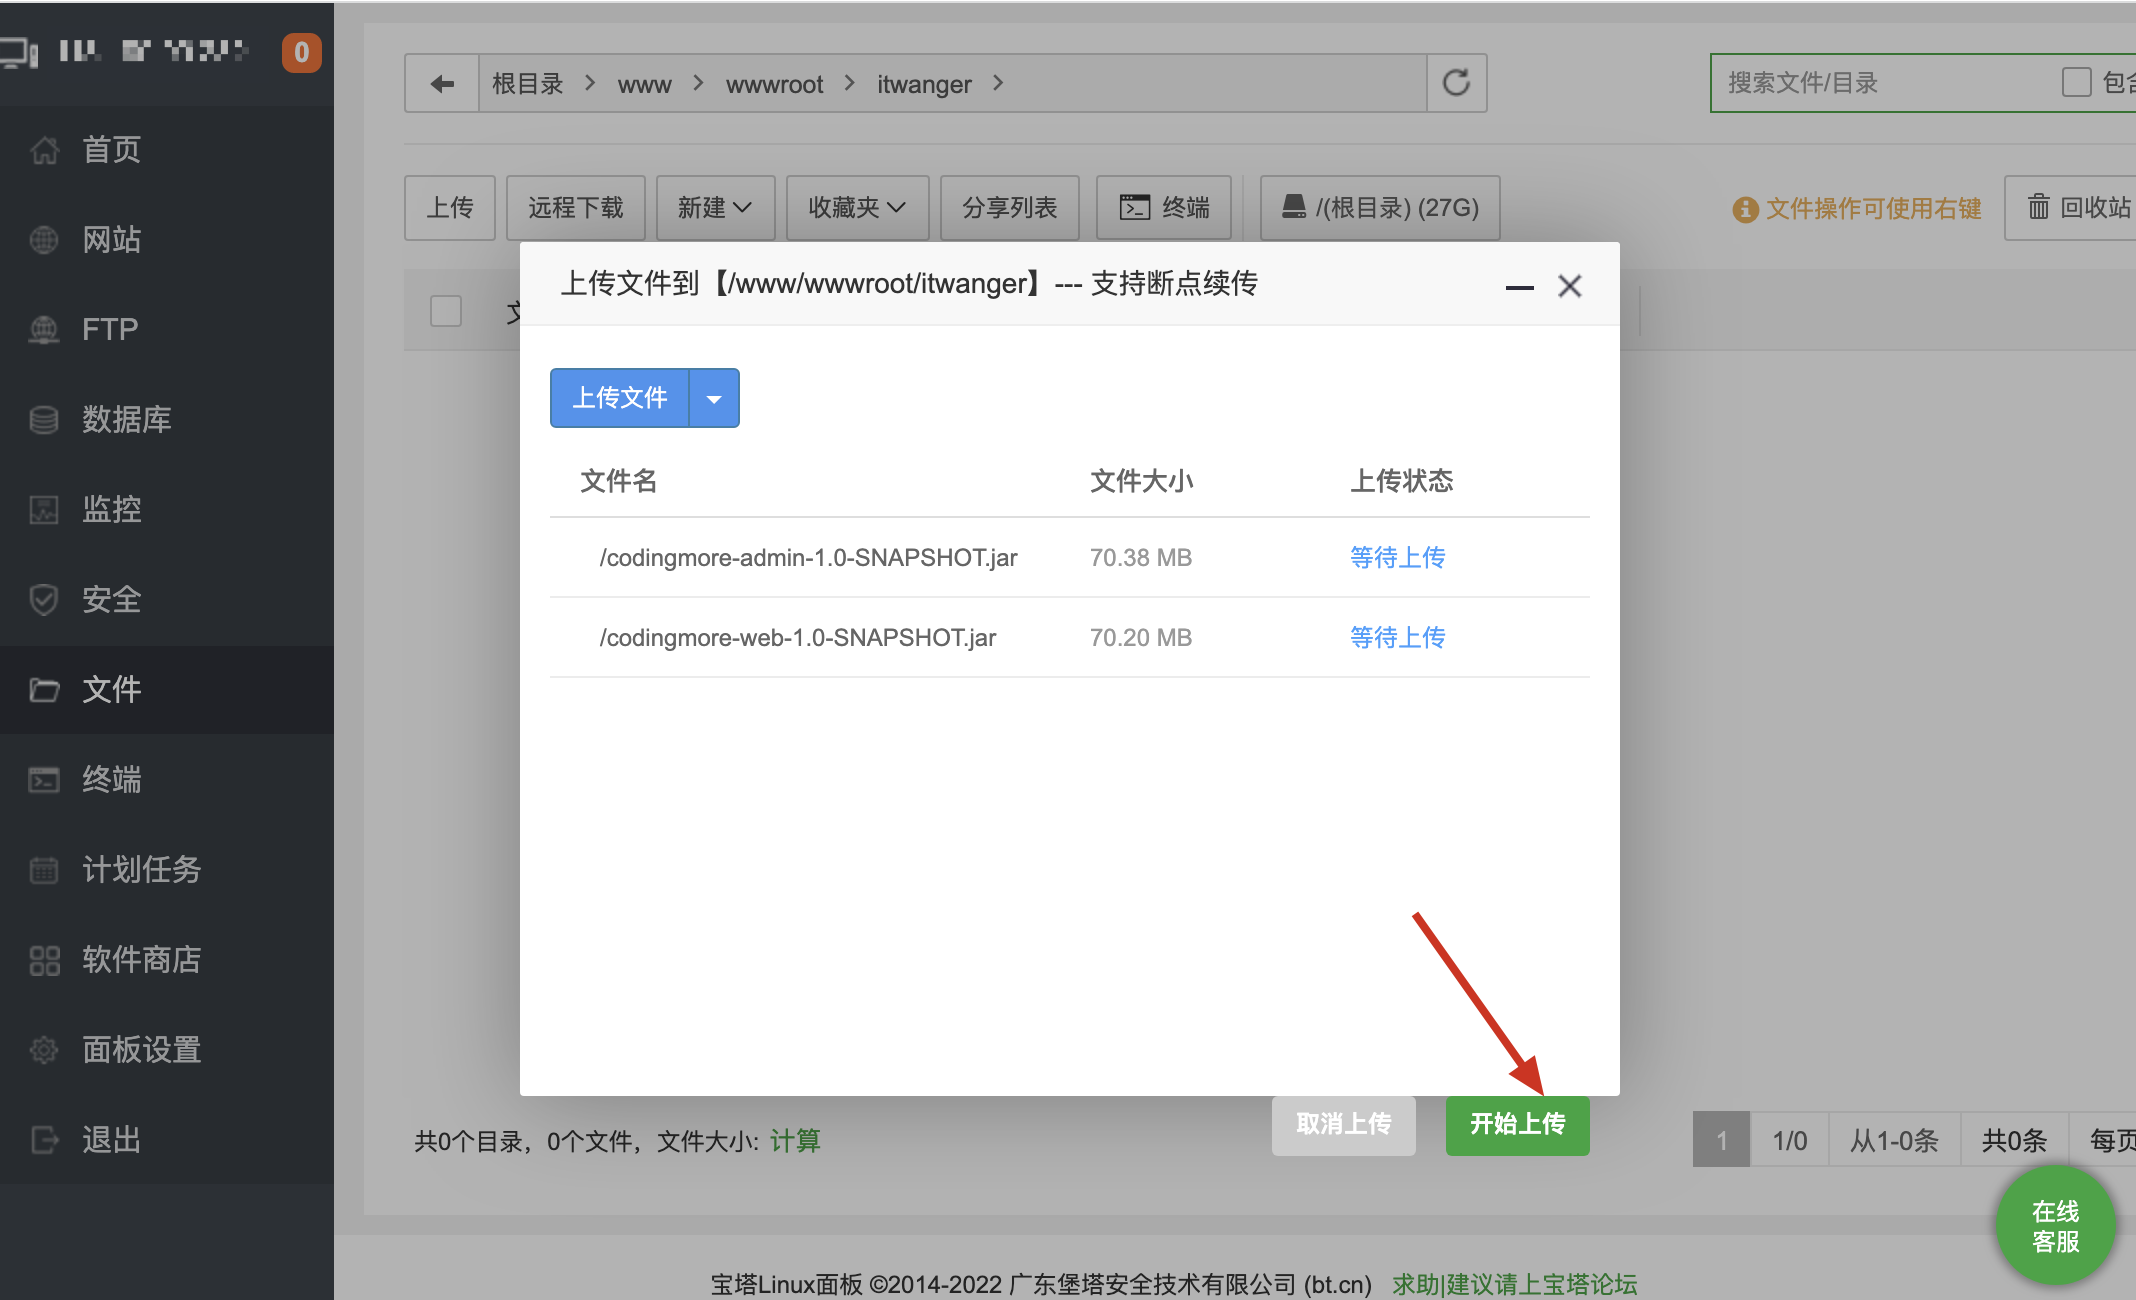 0
首页
网站
FTP
数据库
监控
安全
文件
终端
计划任务
软件商店
面板设置
退出
根目录 > www > wwwroot > itwanger >
搜索文件/目录
上传 远程下载 新建 收藏夹 分享列表 终端 /(根目录) (27G) 文件操作可使用右键 回收站
上传文件到【/www/wwwroot/itwanger】--- 支持断点续传
上传文件
文件名 文件大小 上传状态
/codingmore-admin-1.0-SNAPSHOT.jar 70.38 MB 等待上传
/codingmore-web-1.0-SNAPSHOT.jar 70.20 MB 等待上传
取消上传 开始上传
共0个目录，0个文件，文件大小: 计算
1 1/0 从1-0条 共0条 每页
在线
客服
宝塔Linux面板 ©2014-2022 广东堡塔安全技术有限公司 (bt.cn) 求助|建议请上宝塔论坛